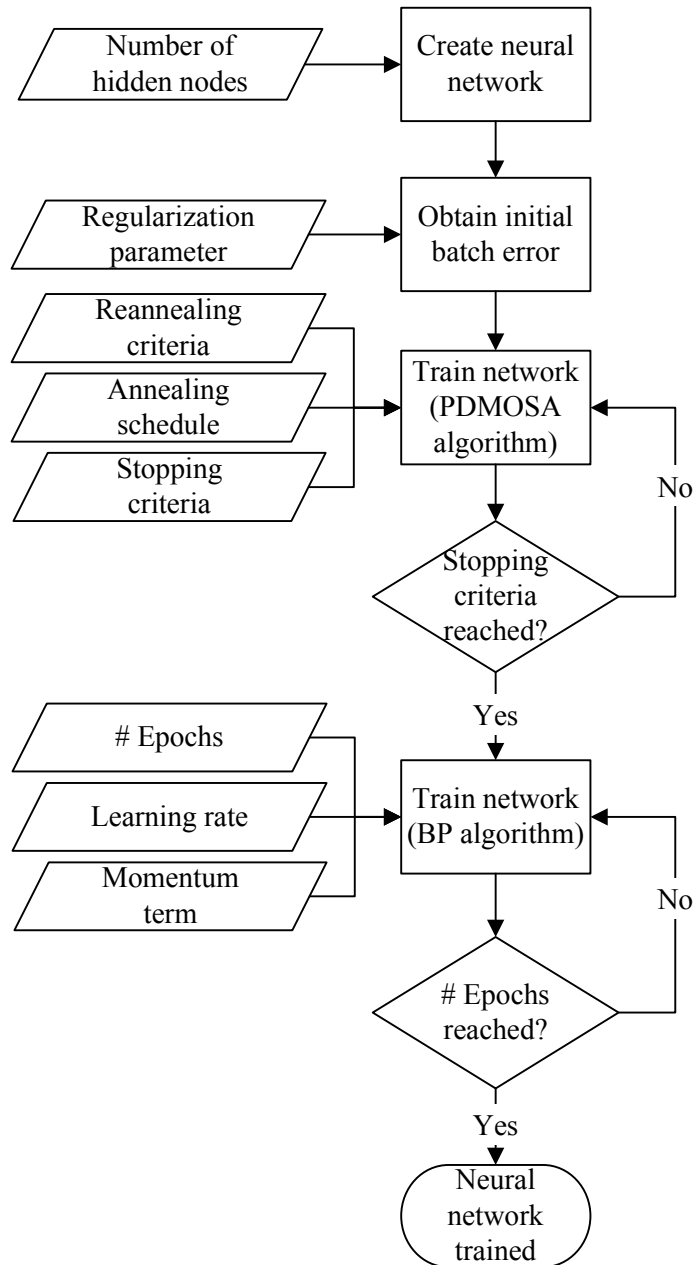 Number of
hidden nodes
Create neural
network
Regularization
parameter
Obtain initial
batch error
Reannealing
criteria
Annealing
schedule
Stopping
criteria
Train network
(PDMOSA
algorithm)
No
Stopping
criteria
reached?
Yes
# Epochs
Learning rate
Momentum
term
Train network
(BP algorithm)
No
# Epochs
reached?
Yes
Neural
network
trained